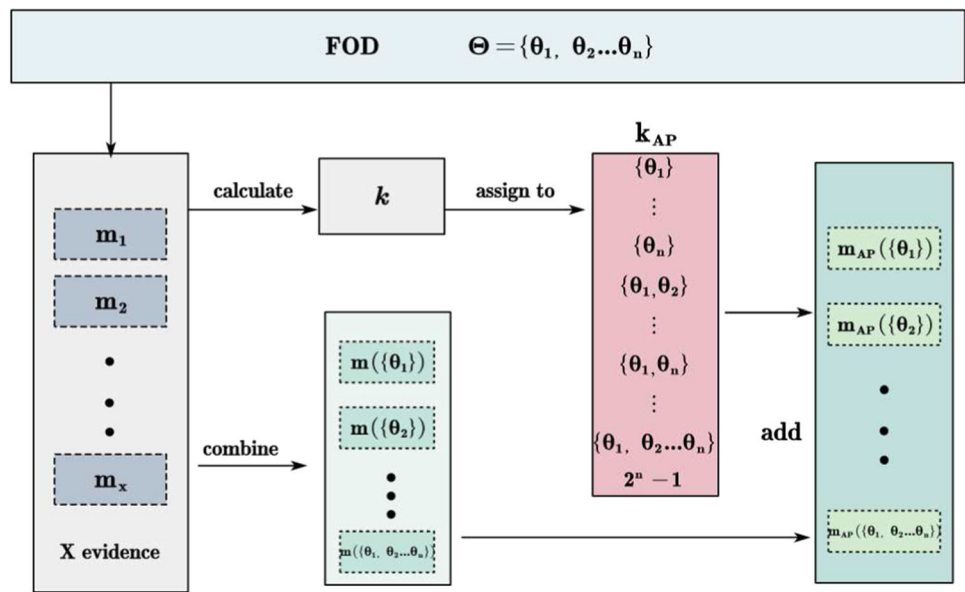 FOD Θ={θ₁, θ₂...θₙ}
m₁
m₂
mₓ
X evidence
calculate
k
assign to
combine
m({θ₁})
m({θ₂})
m({θ₁, θ₂...θₙ})
k_AP
{θ₁}
⋮
{θₙ}
{θ₁,θ₂}
⋮
{θ₁,θₙ}
⋮
{θ₁, θ₂...θₙ}
2ⁿ −1
add
m_AP({θ₁})
m_AP({θ₂})
m_AP({θ₁, θ₂...θₙ})